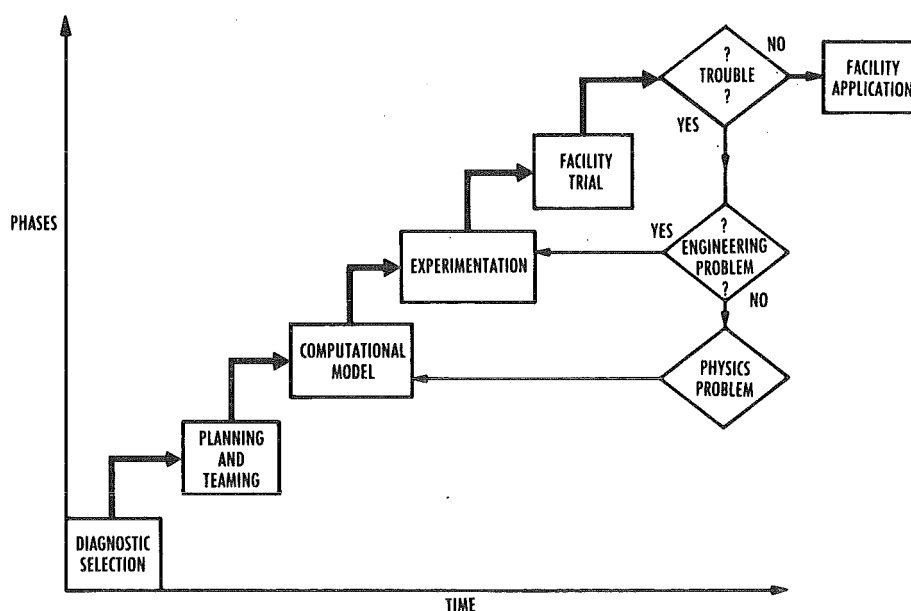 ?
TROUBLE
?
NO
FACILITY
APPLICATION
YES
FACILITY
TRIAL
PHASES
YES
?
ENGINEERING
PROBLEM
?
EXPERIMENTATION
NO
COMPUTATIONAL
MODEL
PHYSICS
PROBLEM
PLANNING
AND
TEAMING
DIAGNOSTIC
SELECTION
TIME